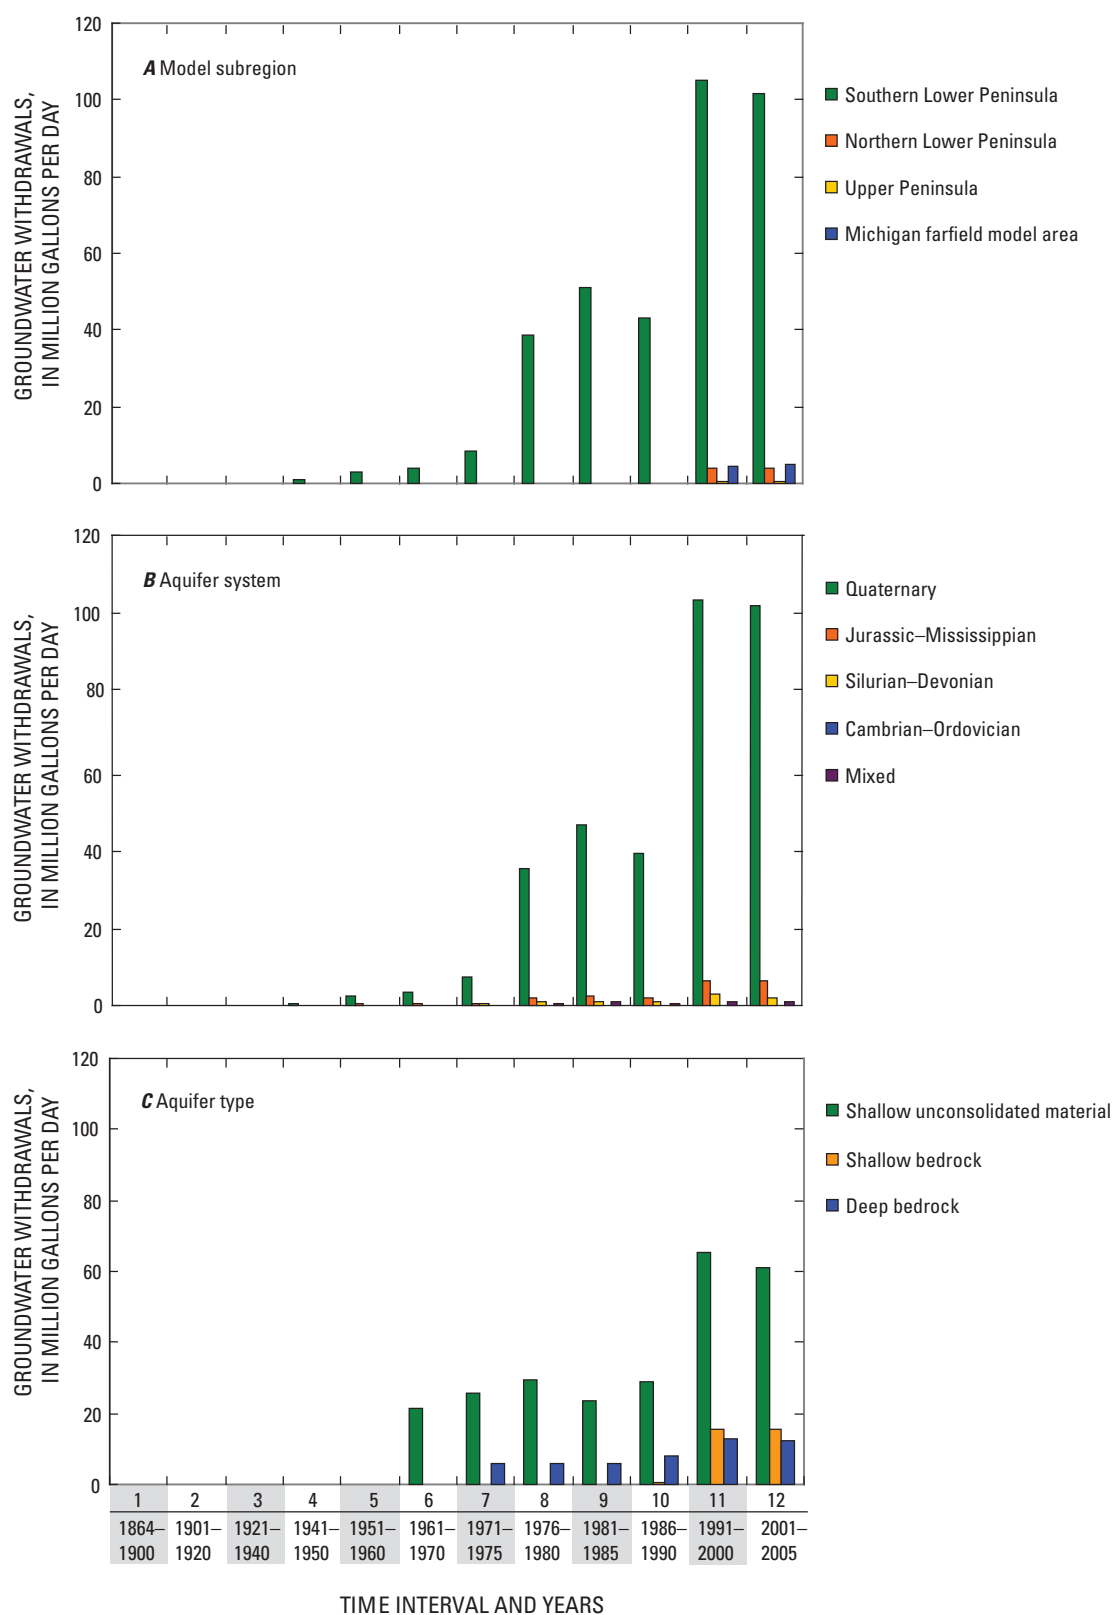 GROUNDWATER WITHDRAWALS,
IN MILLION GALLONS PER DAY
120
100
80
60
40
20
0
A Model subregion
Southern Lower Peninsula
Northern Lower Peninsula
Upper Peninsula
Michigan farfield model area
GROUNDWATER WITHDRAWALS,
IN MILLION GALLONS PER DAY
120
100
80
60
40
20
0
B Aquifer system
Quaternary
Jurassic–Mississippian
Silurian–Devonian
Cambrian–Ordovician
Mixed
GROUNDWATER WITHDRAWALS,
IN MILLION GALLONS PER DAY
120
100
80
60
40
20
0
C Aquifer type
Shallow unconsolidated material
Shallow bedrock
Deep bedrock
1 2 3 4 5 6 7 8 9 10 11 12
1864– 1901– 1921– 1941– 1951– 1961– 1971– 1976– 1981– 1986– 1991– 2001–
1900 1920 1940 1950 1960 1970 1975 1980 1985 1990 2000 2005
TIME INTERVAL AND YEARS